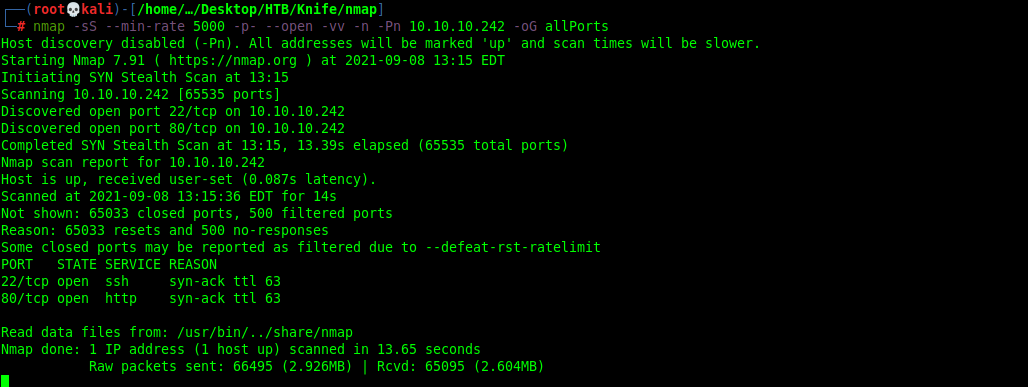 ┌──(root💀kali)-[/home/…/Desktop/HTB/Knife/nmap]
└─# nmap -sS --min-rate 5000 -p- --open -vv -n -Pn 10.10.10.242 -oG allPorts
Host discovery disabled (-Pn). All addresses will be marked 'up' and scan times will be slower.
Starting Nmap 7.91 ( https://nmap.org ) at 2021-09-08 13:15 EDT
Initiating SYN Stealth Scan at 13:15
Scanning 10.10.10.242 [65535 ports]
Discovered open port 22/tcp on 10.10.10.242
Discovered open port 80/tcp on 10.10.10.242
Completed SYN Stealth Scan at 13:15, 13.39s elapsed (65535 total ports)
Nmap scan report for 10.10.10.242
Host is up, received user-set (0.087s latency).
Scanned at 2021-09-08 13:15:36 EDT for 14s
Not shown: 65033 closed ports, 500 filtered ports
Reason: 65033 resets and 500 no-responses
Some closed ports may be reported as filtered due to --defeat-rst-ratelimit
PORT   STATE SERVICE REASON
22/tcp open  ssh     syn-ack ttl 63
80/tcp open  http    syn-ack ttl 63
Read data files from: /usr/bin/../share/nmap
Nmap done: 1 IP address (1 host up) scanned in 13.65 seconds
           Raw packets sent: 66495 (2.926MB) | Rcvd: 65095 (2.604MB)